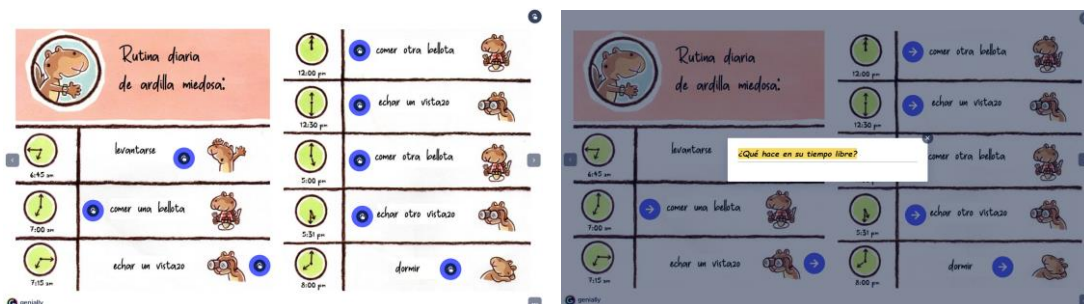 Rutina diaria
de ardilla miedosa:
6:45 am
levantarse
7:00 am
comer una bellota
7:15 am
echar un vistazo
12:00 pm
comer otra bellota
12:30 pm
echar un vistazo
5:00 pm
comer otra bellota
5:31 pm
echar otro vistazo
8:00 pm
dormir
genially
Rutina diaria
de ardilla miedosa:
6:45 am
levantarse
7:00 am
comer una bellota
7:15 am
echar un vistazo
12:00 pm
comer otra bellota
12:30 pm
echar un vistazo
¿Qué hace en su tiempo libre?
comer otra bellota
5:31 pm
echar otro vistazo
8:00 pm
dormir
genially